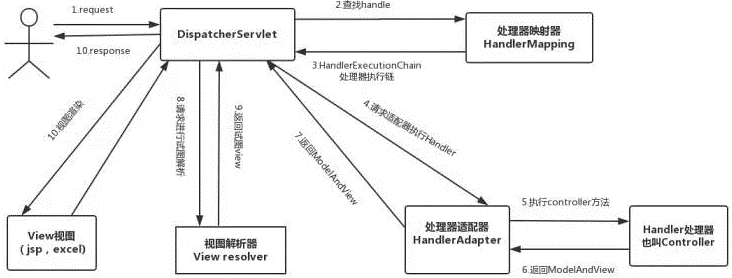 1.request
10.response
DispatcherServlet
2.查找handle
处理器映射器
HandlerMapping
3.HandlerExecutionChain
处理器执行链
4.请求适配器执行Handler
7.返回ModelAndView
8.请求进行试图解析
9.返回试图view
10.视图渲染
View视图
（jsp，excel)
视图解析器
View resolver
处理器适配器
HandlerAdapter
5.执行controller方法
6.返回ModelAndView
Handler处理器
也叫Controller